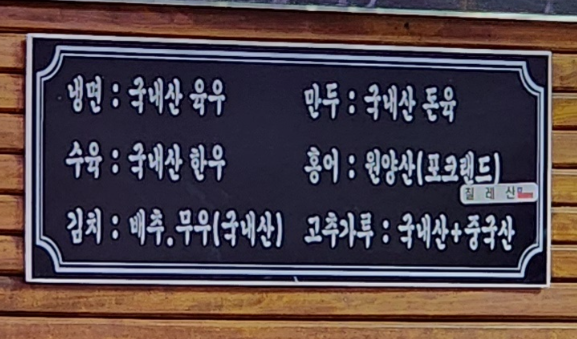 냉면 : 국내산 육우 만두 : 국내산 돈육
수육 : 국내산 한우 홍어 : 원양산(포크랜드)
칠레산
김치 : 배추.무우(국내산) 고추가루 : 국내산+중국산